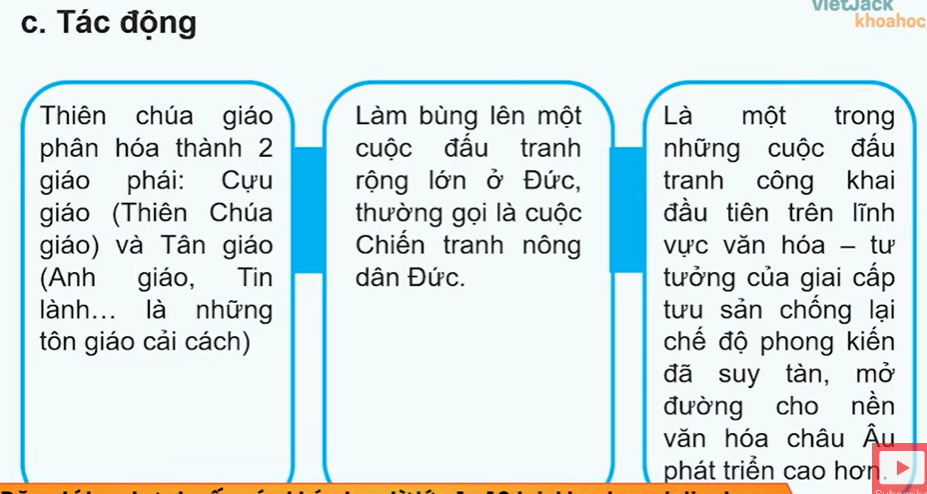 VietJack
khoahoc
c. Tác động
Thiên chúa giáo
phân hóa thành 2
giáo phái: Cựu
giáo (Thiên Chúa
giáo) và Tân giáo
(Anh giáo, Tin
lành... là những
tôn giáo cải cách)
Làm bùng lên một
cuộc đấu tranh
rộng lớn ở Đức,
thường gọi là cuộc
Chiến tranh nông
dân Đức.
Là một trong
những cuộc đấu
tranh công khai
đầu tiên trên lĩnh
vực văn hóa – tư
tưởng của giai cấp
tưu sản chống lại
chế độ phong kiến
đã suy tàn, mở
đường cho nền
văn hóa châu Âu
phát triển cao hơn.